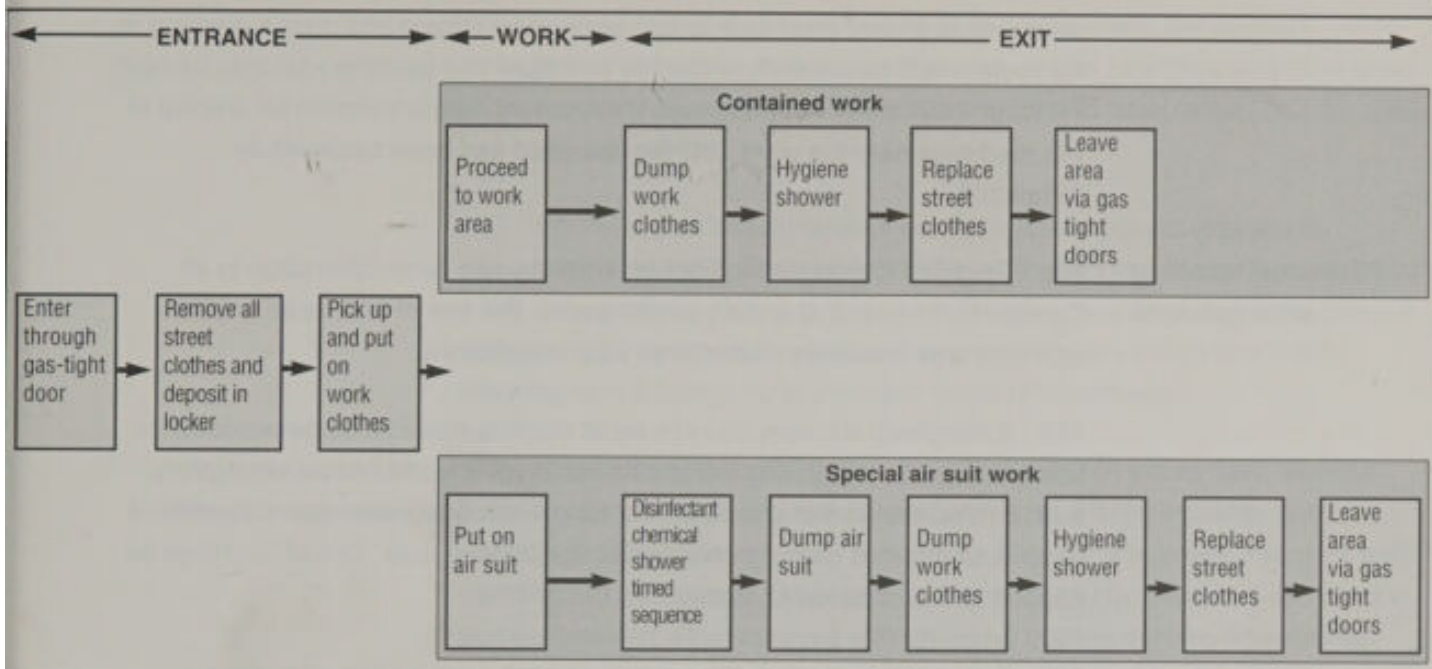 ENTRANCE WORK EXIT
Contained work
Proceed
to work
area
Dump
work
clothes
Hygiene
shower
Replace
street
clothes
Leave
area
via gas
tight
doors
Enter
through
gas-tight
door
Remove all
street
clothes and
deposit in
locker
Pick up
and put
on
work
clothes
Special air suit work
Put on
air suit
Disinfectant
chemical
shower
timed
sequence
Dump air
suit
Dump
work
clothes
Hygiene
shower
Replace
street
clothes
Leave
area
via gas
tight
doors